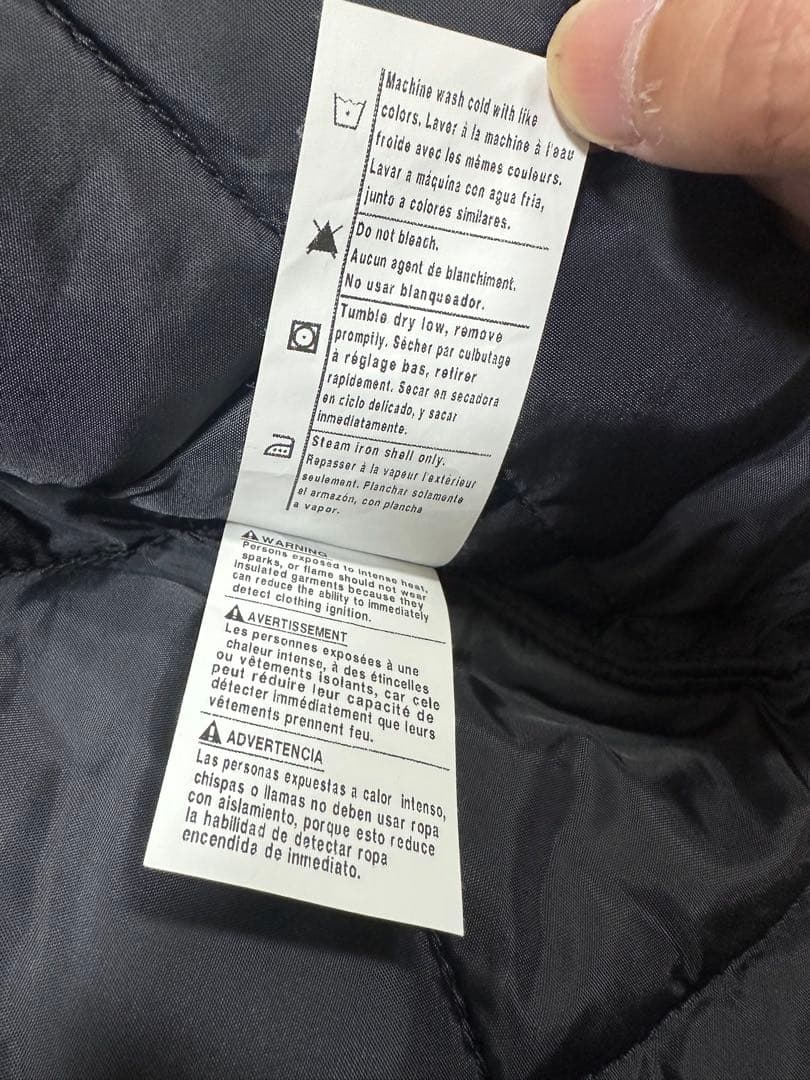 Machine wash cold with like
colors. Laver à la machine à l'eau
froide avec les mêmes couleurs.
Lavar a máquina con agua fria,
junto a colores similares.
Do not bleach.
Aucun agent de blanchiment.
No usar blanqueador.
Tumble dry low, remove
promptly. Sécher par culbutage
à réglage bas, retirer
rapidement. Secar en secadora
en ciclo delicado, y sacar
inmediatamente.
Steam iron shell only.
Repasser à la vapeur l'extérieur
seulement. Planchar solamente
el armazón, con plancha
a vapor.
WARNING
Persons exposed to intense heat,
sparks, or flame should not wear
insulated garments because they
can reduce the ability to immediately
detect clothing ignition.
AVERTISSEMENT
Les personnes exposées à une
chaleur intense, à des étincelles
ou vêtements isolants, car cele
peut réduire leur capacité de
détecter immédiatement que leurs
vêtements prennent feu.
ADVERTENCIA
Las personas expuestas a calor intenso,
chispas o llamas no deben usar ropa
con aislamiento, porque esto reduce
la habilidad de detectar ropa
encendida de inmediato.